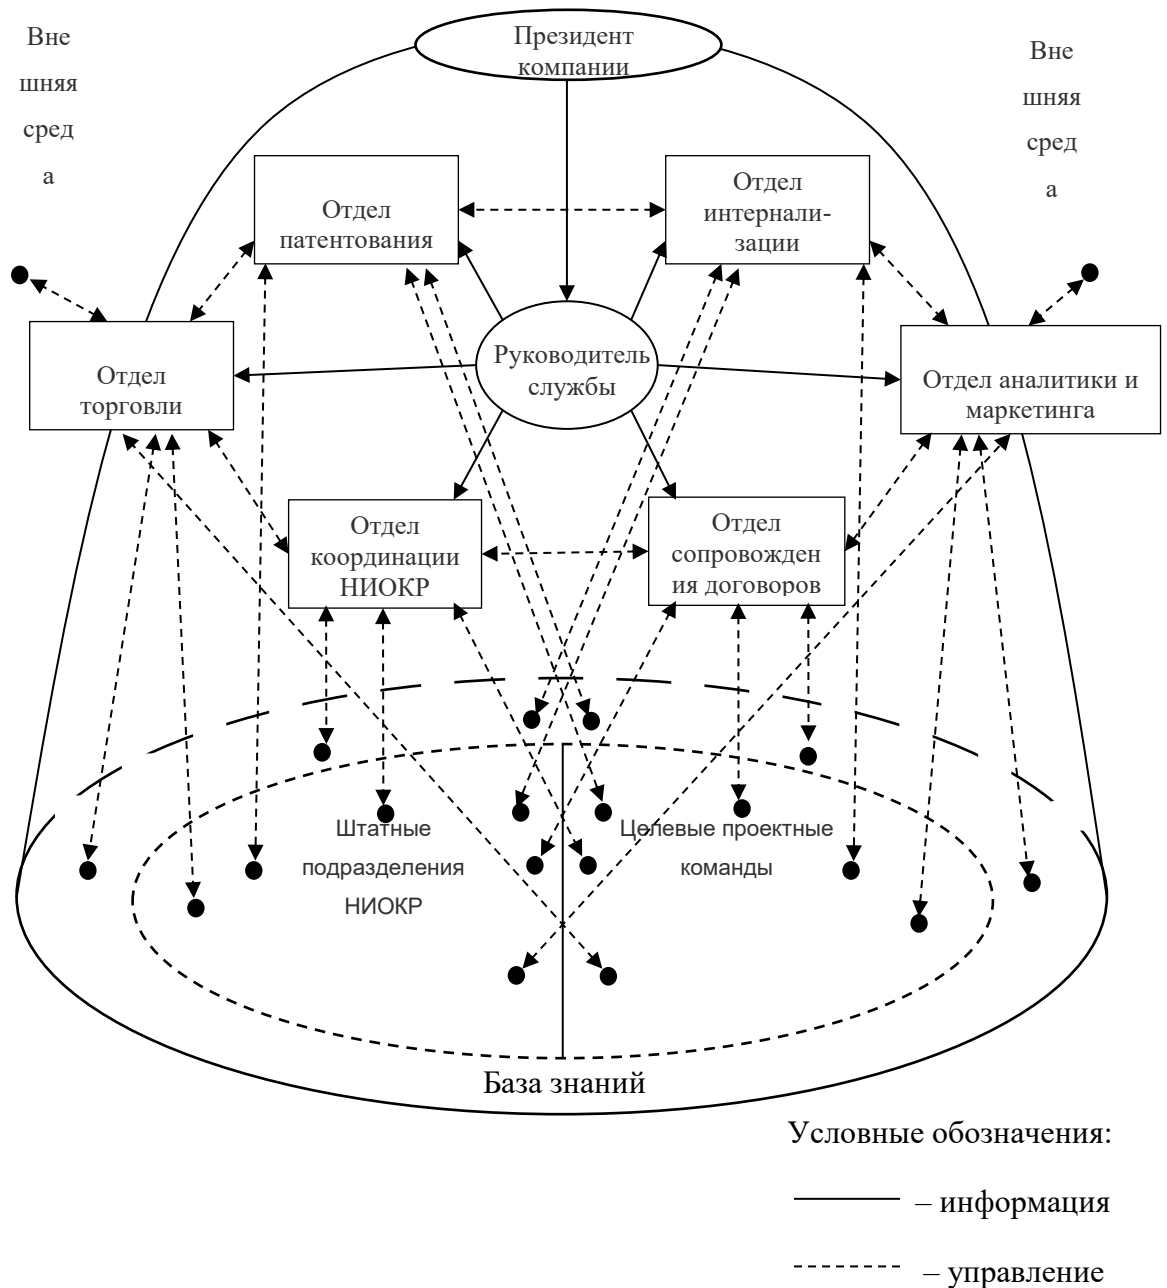 Президент
компании
Вне
шняя
сред
а
Вне
шняя
сред
а
Отдел
патентования
Отдел
интернали-
зации
Руководитель
службы
Отдел
торговли
Отдел аналитики и
маркетинга
Отдел
координации
НИОКР
Отдел
сопровожден
ия договоров
Штатные
подразделения
НИОКР
Целевые проектные
команды
База знаний
Условные обозначения:
– информация
– управление